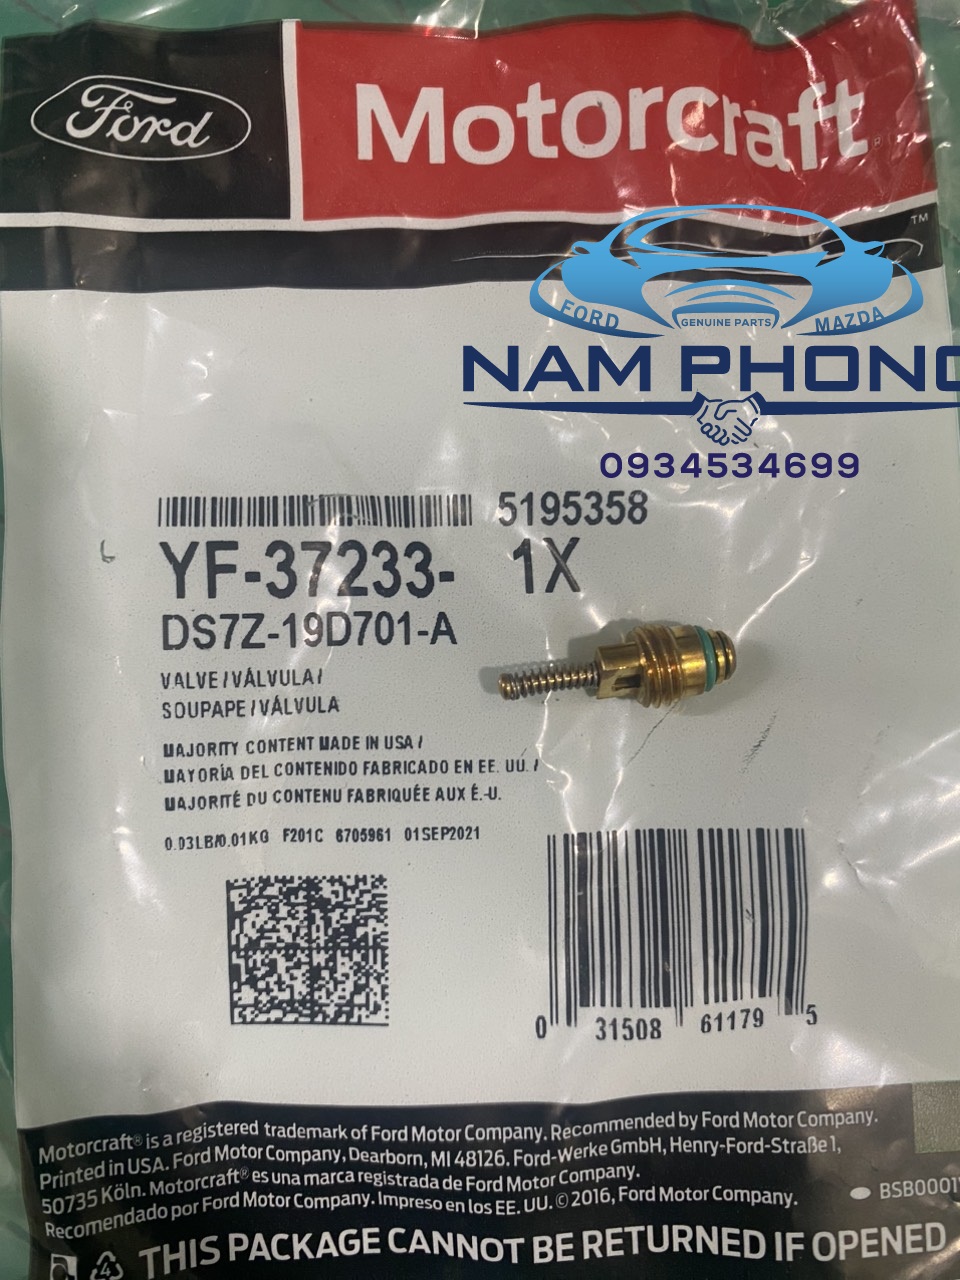 Ford
Motorcraft
™
FORD GENUINE PARTS MAZDA
NAM PHONG
0934534699
5195358
YF-37233- 1X
DS7Z-19D701-A
VALVE / VÁLVULA /
SOUPAPE / VÁLVULA
MAJORITY CONTENT MADE IN USA /
MAYORÍA DEL CONTENIDO FABRICADO EN EE. UU. /
MAJORITÉ DU CONTENU FABRIQUÉE AUX É.-U.
0.03LB/0.01KG F201C 6705961 01SEP2021
0 31508 61179 5
Motorcraft® is a registered trademark of Ford Motor Company. Recommended by Ford Motor Company.
Printed in USA. Ford Motor Company, Dearborn, MI 48126. Ford-Werke GmbH, Henry-Ford-Straße 1,
50735 Köln. Motorcraft® es una marca registrada de Ford Motor Company.
Recomendado por Ford Motor Company. Impreso en los EE. UU. © 2016, Ford Motor Company.
BSB0001
THIS PACKAGE CANNOT BE RETURNED IF OPENED